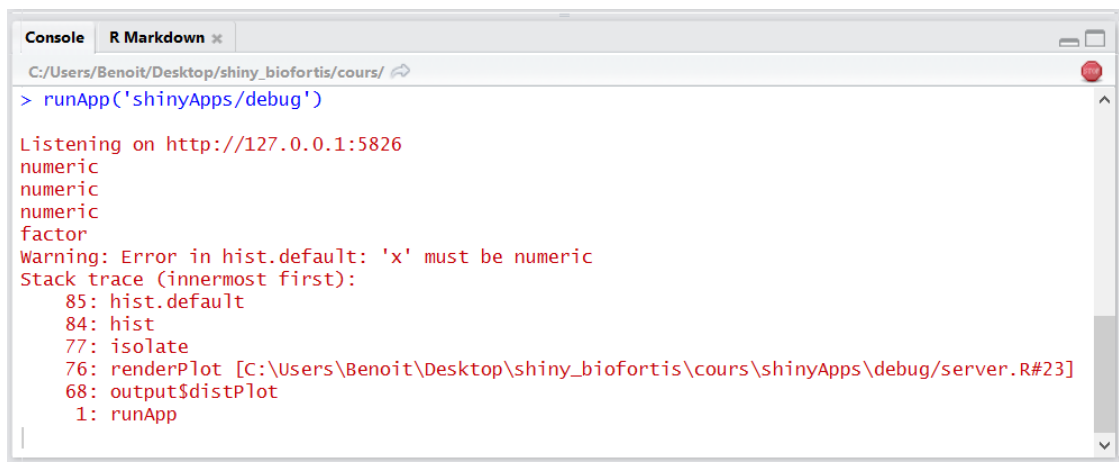 Console R Markdown
C:/Users/Benoit/Desktop/shiny_biofortis/cours/
STOP
> runApp('shinyApps/debug')
Listening on http://127.0.0.1:5826
numeric
numeric
numeric
factor
Warning: Error in hist.default: 'x' must be numeric
Stack trace (innermost first):
85: hist.default
84: hist
77: isolate
76: renderPlot [C:\Users\Benoit\Desktop\shiny_biofortis\cours\shinyApps\debug/server.R#23]
68: output$distPlot
1: runApp